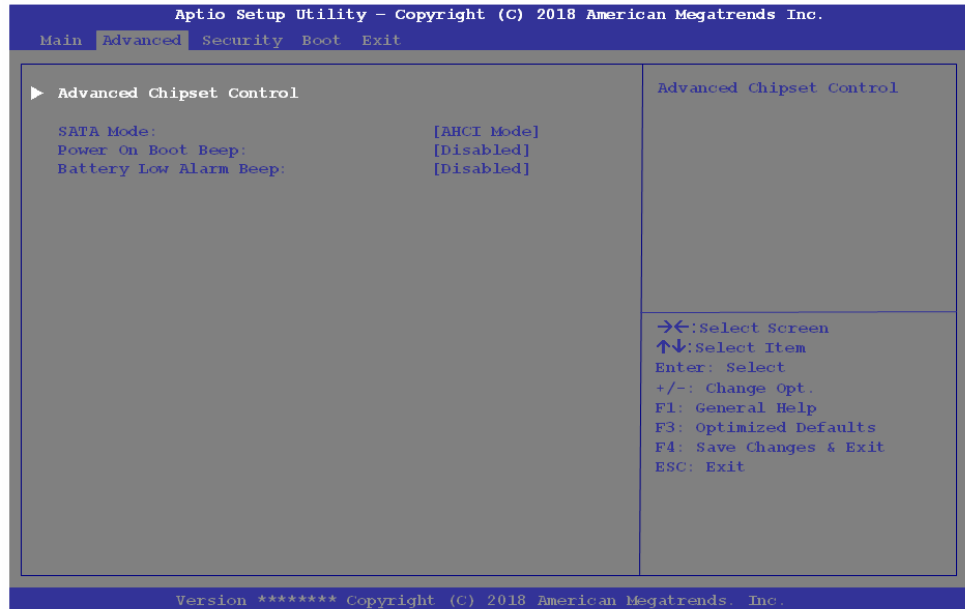 Aptio Setup Utility – Copyright (C) 2018 American Megatrends Inc.
Main Advanced Security Boot Exit
▶ Advanced Chipset Control
SATA Mode: [AHCI Mode]
Power On Boot Beep: [Disabled]
Battery Low Alarm Beep: [Disabled]
Advanced Chipset Control
→←:Select Screen
↑↓:Select Item
Enter: Select
+/-: Change Opt.
F1: General Help
F3: Optimized Defaults
F4: Save Changes & Exit
ESC: Exit
Version ******** Copyright (C) 2018 American Megatrends. Inc.